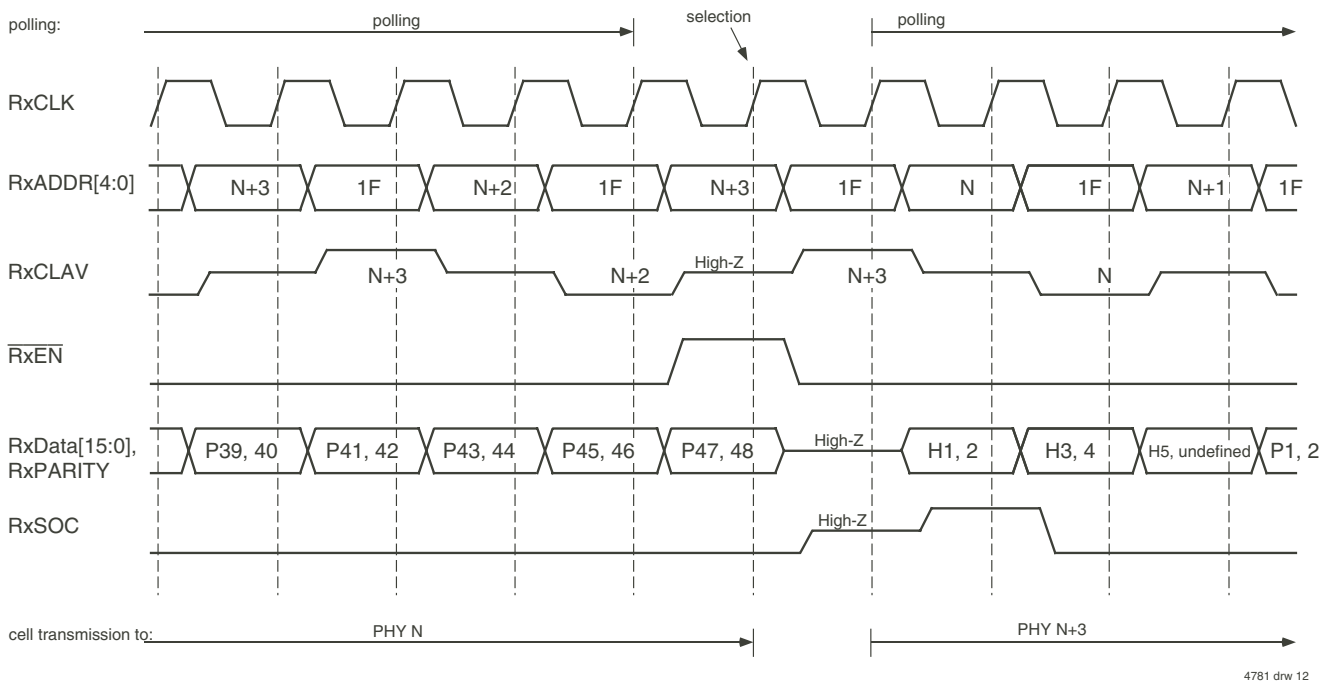 polling: polling selection polling
RxCLK
RxADDR[4:0] N+3 1F N+2 1F N+3 1F N 1F N+1 1F
RxCLAV N+3 N+2 High-Z N+3 N
RxEN
RxData[15:0], RxPARITY P39, 40 P41, 42 P43, 44 P45, 46 P47, 48 High-Z H1, 2 H3, 4 H5, undefined P1, 2
RxSOC High-Z
cell transmission to: PHY N PHY N+3
4781 drw 12